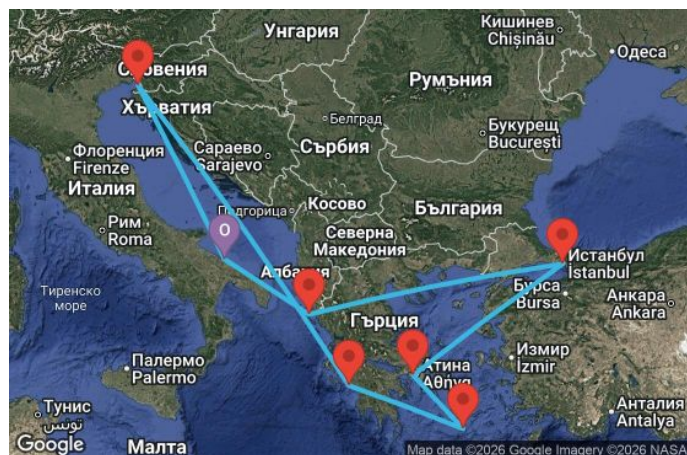 Унгария
Кишинев
Chișinău
Одеса
Словения
Хърватия
Румъния
Белград
Букурещ
București
Флоренция
Firenze
Сараево
Sarajevo
Сърбия
Италия
Подгорица
Косово
България
Рим
Roma
Северна
Македония
O
Албания
Истанбул
İstanbul
Тиренско
море
Бурса
Bursa
Анкара
Ankara
Гърция
Палермо
Palermo
Атина
Αθήνα
Измир
İzmir
Тунис
تونس
Анталия
Antalya
Google
Малта
Map data ©2026 Google Imagery ©2026 NASA